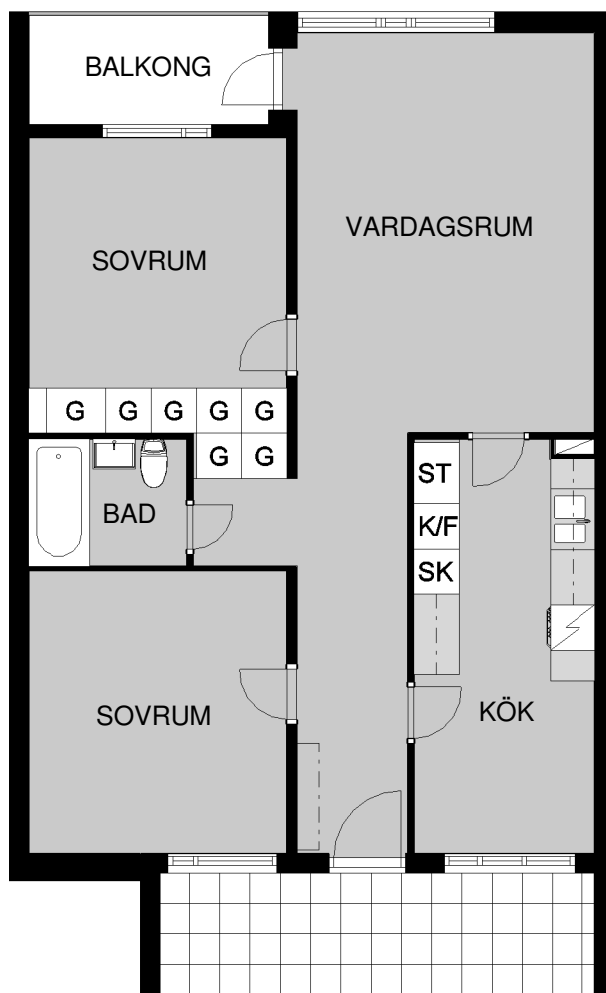 BALKONG
VARDAGSRUM
SOVRUM
G G G G G
G G
ST
BAD
K/F
SK
SOVRUM
KÖK